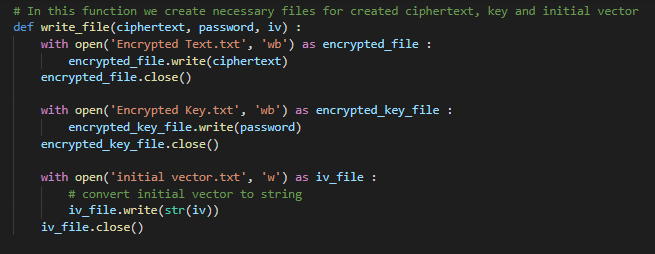 # In this function we create necessary files for created ciphertext, key and initial vector
def write_file(ciphertext, password, iv) :
    with open('Encrypted Text.txt', 'wb') as encrypted_file :
        encrypted_file.write(ciphertext)
    encrypted_file.close()

    with open('Encrypted Key.txt', 'wb') as encrypted_key_file :
        encrypted_key_file.write(password)
    encrypted_key_file.close()

    with open('initial vector.txt', 'w') as iv_file :
        # convert initial vector to string
        iv_file.write(str(iv))
    iv_file.close()